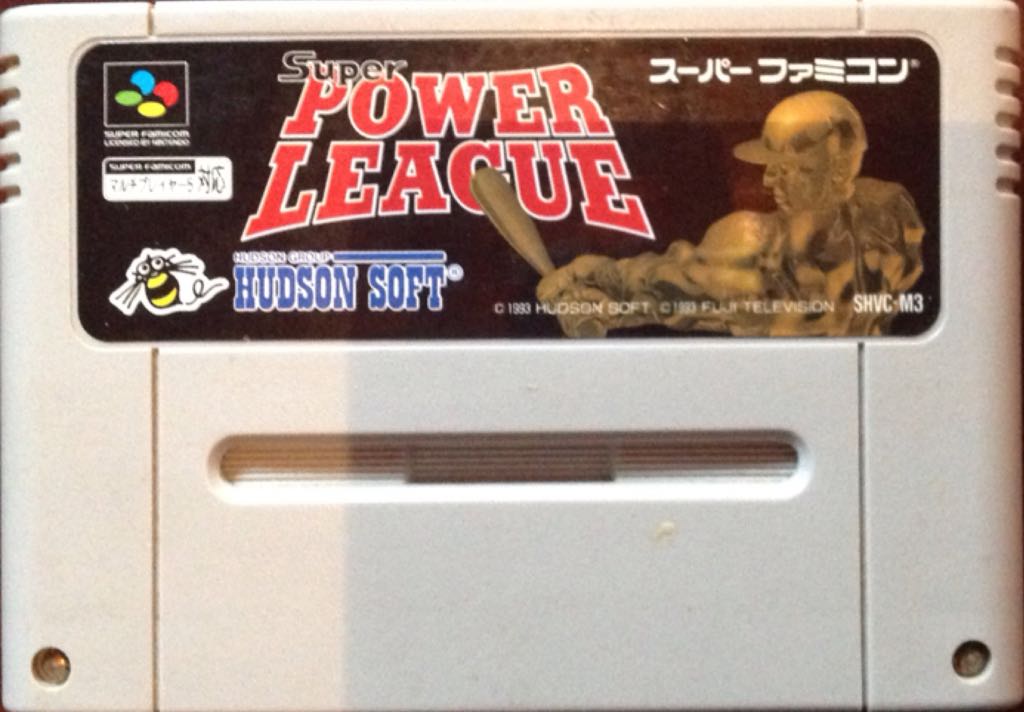 Super
POWER
LEAGUE
スーパーファミコン®
SUPER FAMICOM
LICENSED BY NINTENDO
SUPER FAMICOM
マルチプレイヤー5 対応
HUDSON GROUP
HUDSON SOFT®
© 1993 HUDSON SOFT © 1993 FUJI TELEVISION SHVC-M3